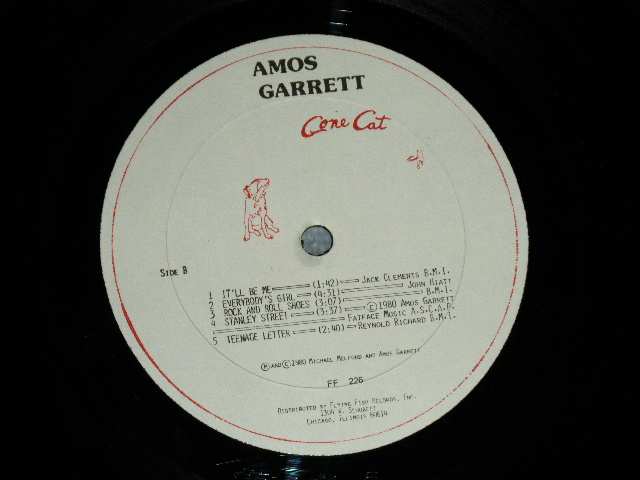 AMOS
GARRETT
Cone Cat
SIDE B
1 IT'LL BE ME (1:42) JACK CLEMENTS B.M.I.
2 EVERYBODY'S GIRL (4:31) JOHN HIATT
3 ROCK AND ROLL SHOES (3:07) B.M.I.
4 STANLEY STREET (3:37) ©1980 AMOS GARRETT
FATFACE MUSIC A.S.C.A.P.
5 TEENAGE LETTER (2:40) REYNOLD RICHARD B.M.I.
Ⓟ AND © 1980 MICHAEL MELFORD AND AMOS GARRETT
FF 226
DISTRIBUTED BY FLYING FISH RECORDS, INC.
1304 W. SCHUBERT
CHICAGO, ILLINOIS 60614